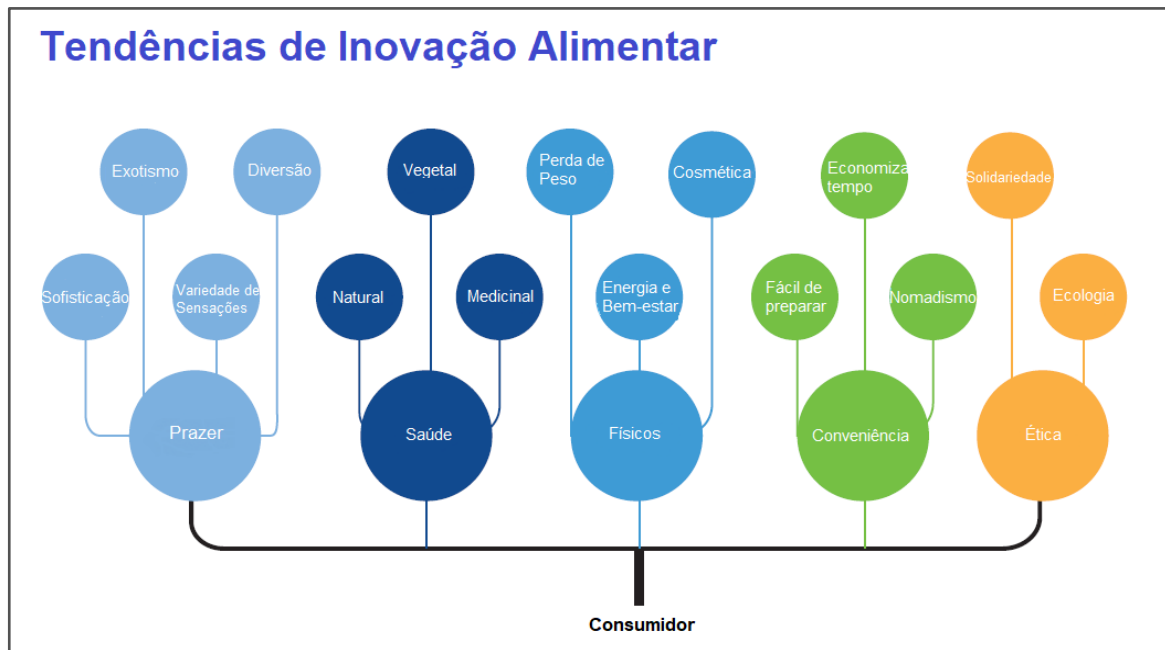 Tendências de Inovação Alimentar
Exotismo
Diversão
Vegetal
Perda de
Peso
Cosmética
Economiza
tempo
Solidariedade
Sofisticação
Variedade de
Sensações
Natural
Medicinal
Energia e
Bem-estar
Fácil de
preparar
Nomadismo
Ecologia
Prazer
Saúde
Físicos
Conveniência
Ética
Consumidor